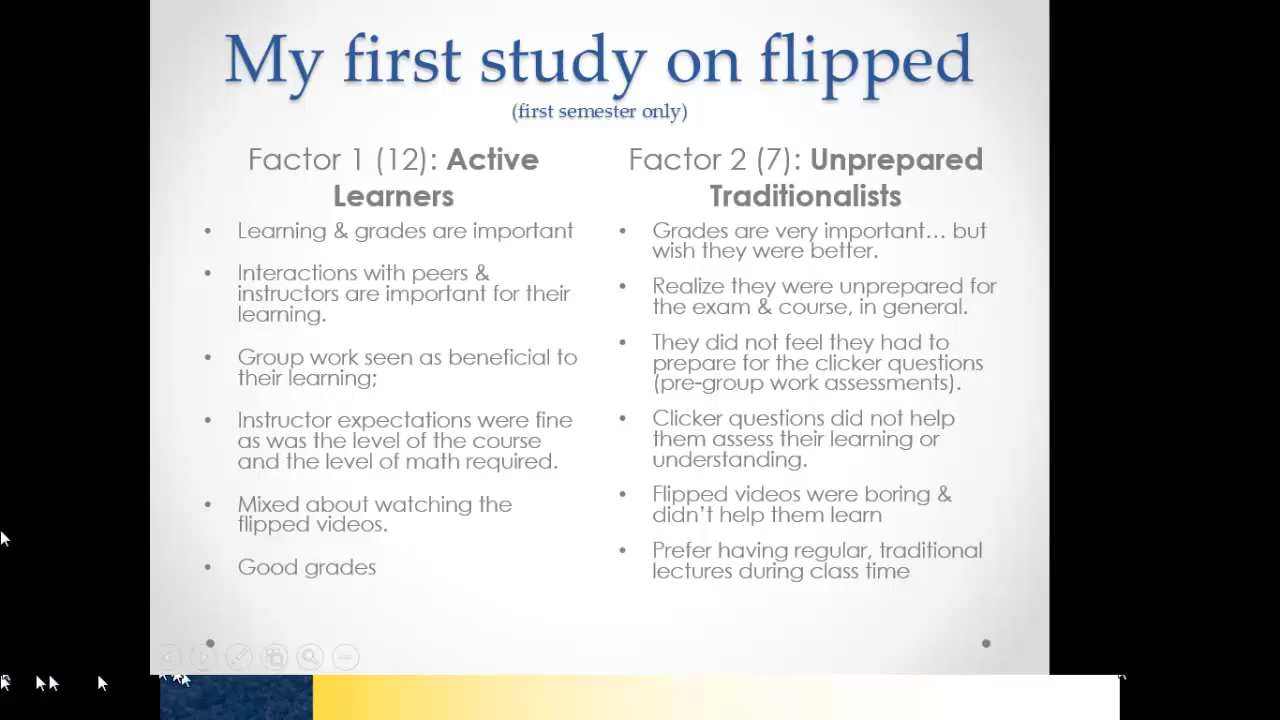 My first study on flipped
(first semester only)
Factor 1 (12): Active
Learners
• Learning & grades are important
• Interactions with peers &
instructors are important for their
learning.
• Group work seen as beneficial to
their learning;
• Instructor expectations were fine
as was the level of the course
and the level of math required.
• Mixed about watching the
flipped videos.
• Good grades
Factor 2 (7): Unprepared
Traditionalists
• Grades are very important... but
wish they were better.
• Realize they were unprepared for
the exam & course, in general.
• They did not feel they had to
prepare for the clicker questions
(pre-group work assessments).
• Clicker questions did not help
them assess their learning or
understanding.
• Flipped videos were boring &
didn't help them learn
• Prefer having regular, traditional
lectures during class time